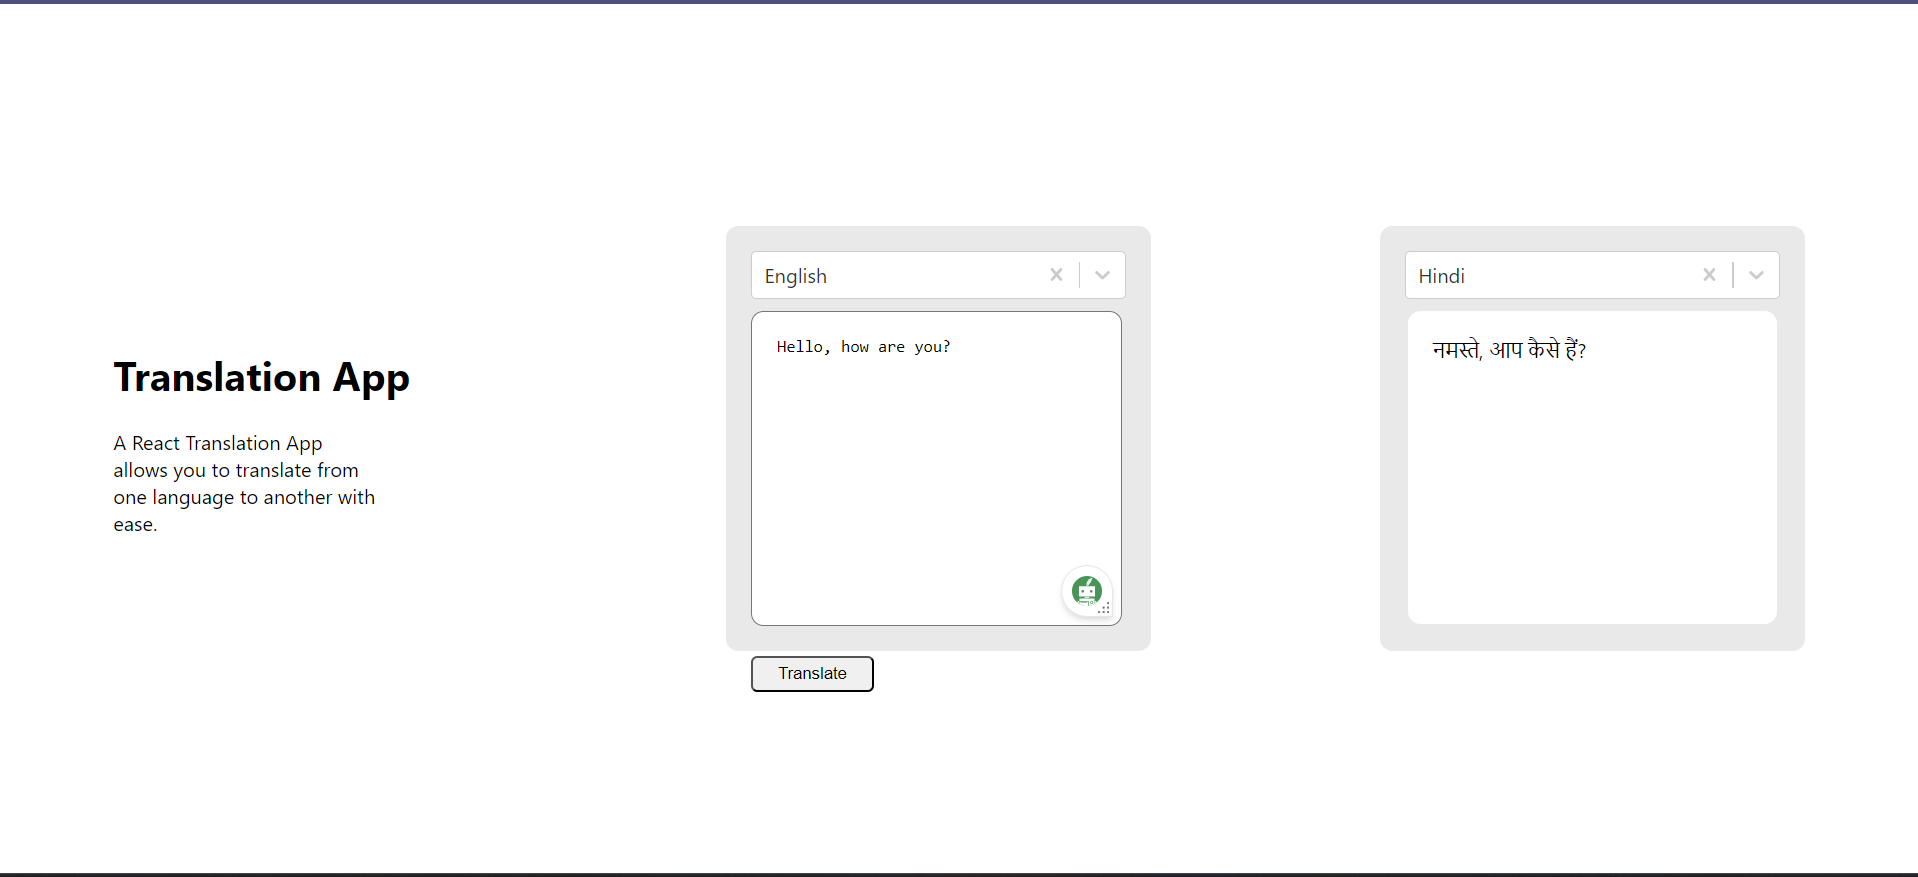 Translation App
A React Translation App
allows you to translate from
one language to another with
ease.
English
Hello, how are you?
Translate
Hindi
नमस्ते, आप कैसे हैं?